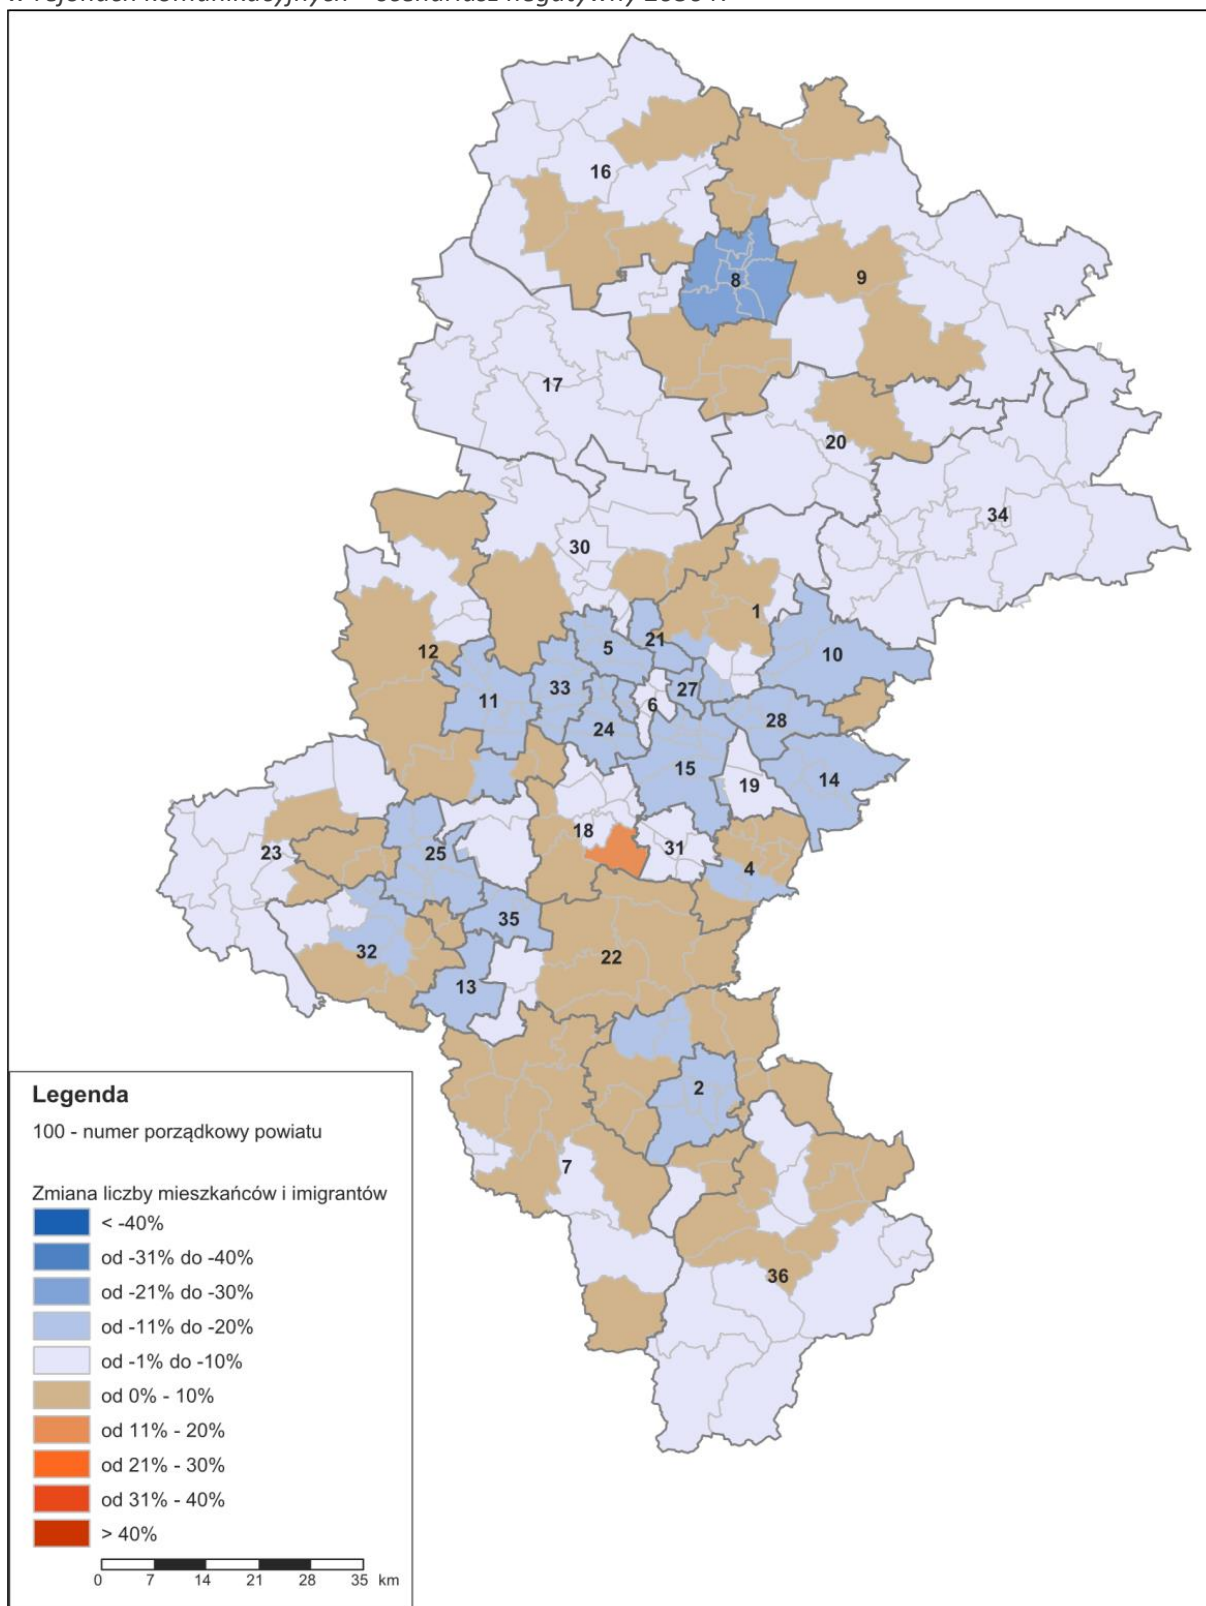 w rejonach komunikacyjnych – scenariusz negatywny 2030 r.
16
8
9
17
20
34
30
1
12
5
21
10
33
27
11
6
28
24
15
14
19
18
31
23
25
4
35
32
22
13
2
7
36
Legenda
100 - numer porządkowy powiatu
Zmiana liczby mieszkańców i imigrantów
< -40%
od -31% do -40%
od -21% do -30%
od -11% do -20%
od -1% do -10%
od 0% - 10%
od 11% - 20%
od 21% - 30%
od 31% - 40%
> 40%
0 7 14 21 28 35 km